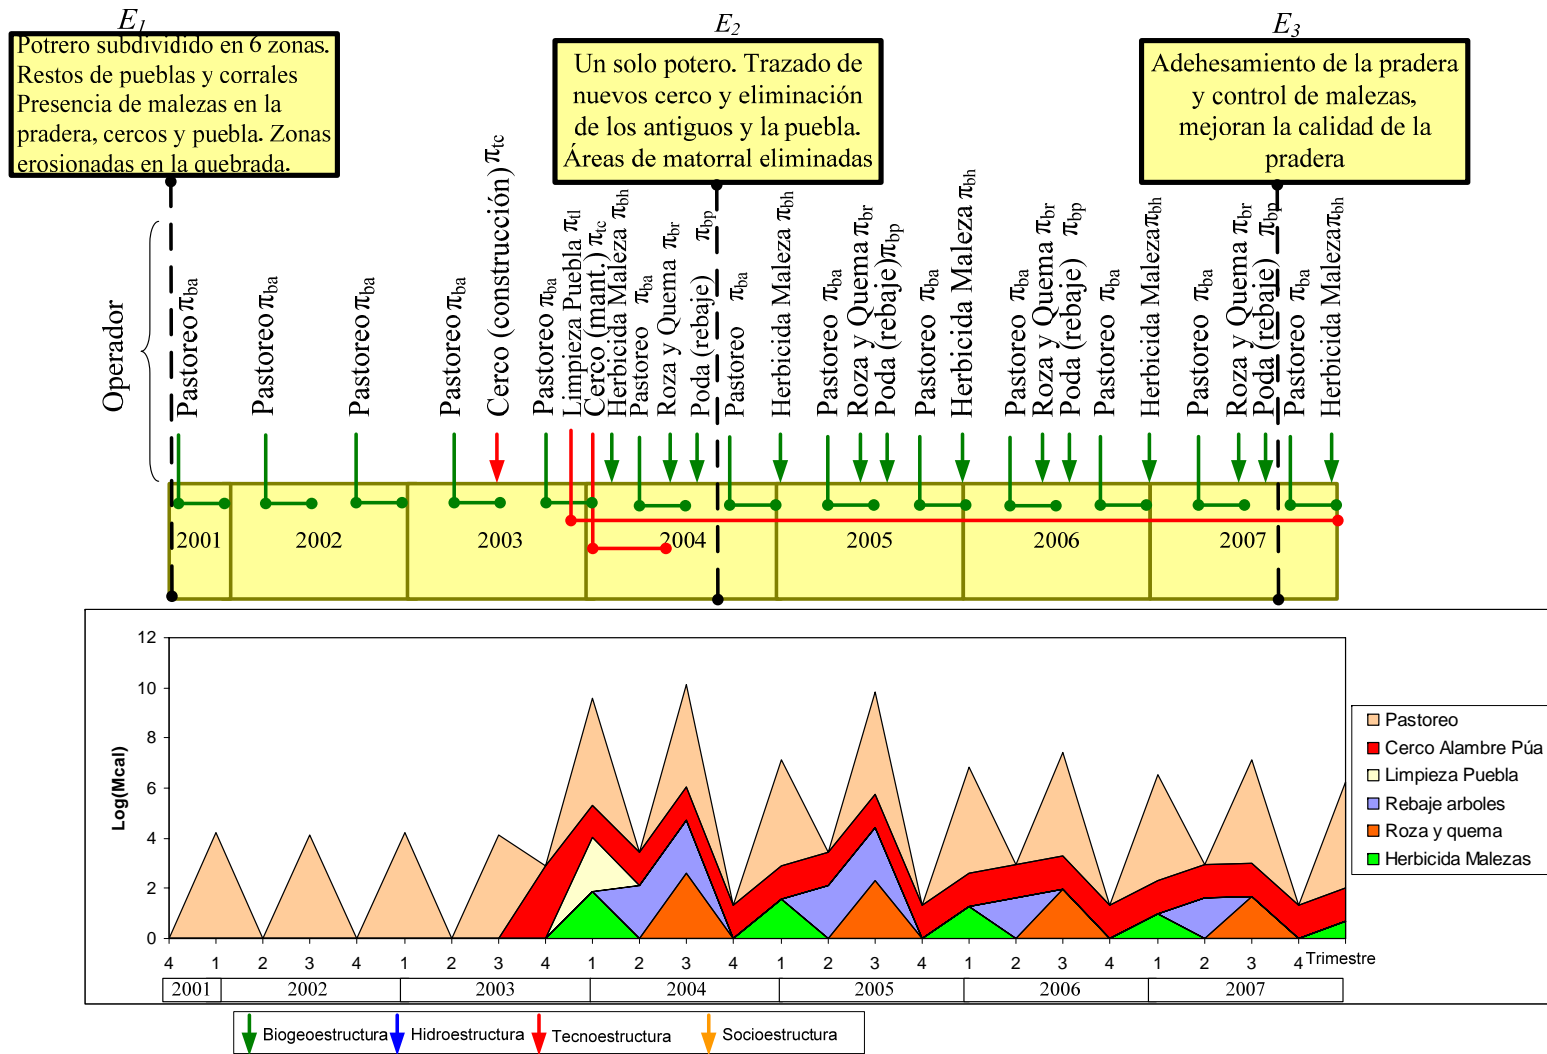 E1
Potrero subdividido en 6 zonas.
Restos de pueblas y corrales
Presencia de malezas en la
pradera, cercos y puebla. Zonas
erosionadas en la quebrada.
E2
Un solo potero. Trazado de
nuevos cerco y eliminación
de los antiguos y la puebla.
Áreas de matorral eliminadas
E3
Adehesamiento de la pradera
y control de malezas,
mejoran la calidad de la
pradera
Operador
Pastoreo πba
Pastoreo πba
Pastoreo πba
Pastoreo πba
Cerco (construcción) πtc
Pastoreo πba
Limpieza Puebla πtl
Cerco (mant.) πtc
Herbicida Maleza πbh
Pastoreo πba
Roza y Quema πbr
Poda (rebaje) πbp
Pastoreo πba
Herbicida Maleza πbh
Pastoreo πba
Roza y Quema πbr
Poda (rebaje) πbp
Pastoreo πba
Herbicida Maleza πbh
Pastoreo πba
Roza y Quema πbr
Poda (rebaje) πbp
Pastoreo πba
Herbicida Maleza πbh
Pastoreo πba
Roza y Quema πbr
Poda (rebaje) πbp
Pastoreo πba
Herbicida Maleza πbh
2001 2002 2003 2004 2005 2006 2007
Log(Mcal)
12
10
8
6
4
2
0
4 1 2 3 4 1 2 3 4 1 2 3 4 1 2 3 4 1 2 3 4 1 2 3 4 Trimestre
2001 2002 2003 2004 2005 2006 2007
Pastoreo
Cerco Alambre Púa
Limpieza Puebla
Rebaje arboles
Roza y quema
Herbicida Malezas
Biogeoestructura Hidroestructura Tecnoestructura Socioestructura